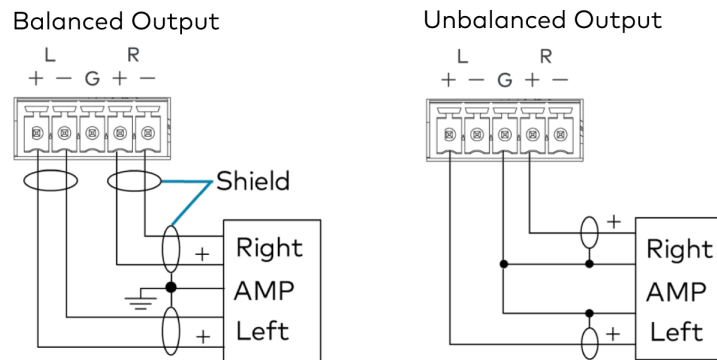 Balanced Output
L R
+ − G + −
Shield
+ Right
AMP
+ Left
Unbalanced Output
L R
+ − G + −
+
Right
AMP
+ Left